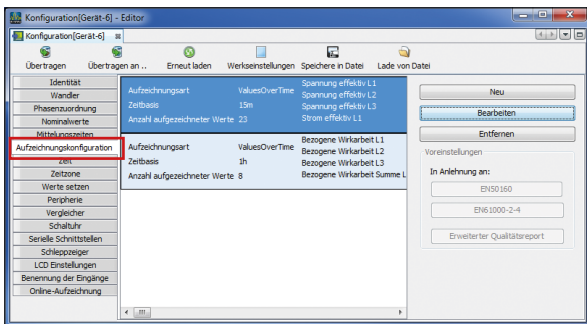 Konfiguration[Gerät-6] - Editor
Konfiguration[Gerät-6]
Übertragen
Übertragen an ..
Erneut laden
Werkseinstellungen
Speichere in Datei
Lade von Datei
Identität
Wandler
Phasenzuordnung
Nominalwerte
Mittelungszeiten
Aufzeichnungskonfiguration
Zeit
Zeitzone
Werte setzen
Peripherie
Vergleicher
Schaltuhr
Serielle Schnittstellen
Schleppzeiger
LCD Einstellungen
Benennung der Eingänge
Online-Aufzeichnung
Aufzeichnungsart ValuesOverTime
Zeitbasis 15m
Anzahl aufgezeichneter Werte 23
Spannung effektiv L1
Spannung effektiv L2
Spannung effektiv L3
Strom effektiv L1
Aufzeichnungsart ValuesOverTime
Zeitbasis 1h
Anzahl aufgezeichneter Werte 8
Bezogene Wirkarbeit L1
Bezogene Wirkarbeit L2
Bezogene Wirkarbeit L3
Bezogene Wirkarbeit Summe L
Neu
Bearbeiten
Entfernen
Voreinstellungen
In Anlehnung an:
EN50160
EN61000-2-4
Erweiterter Qualitätsreport